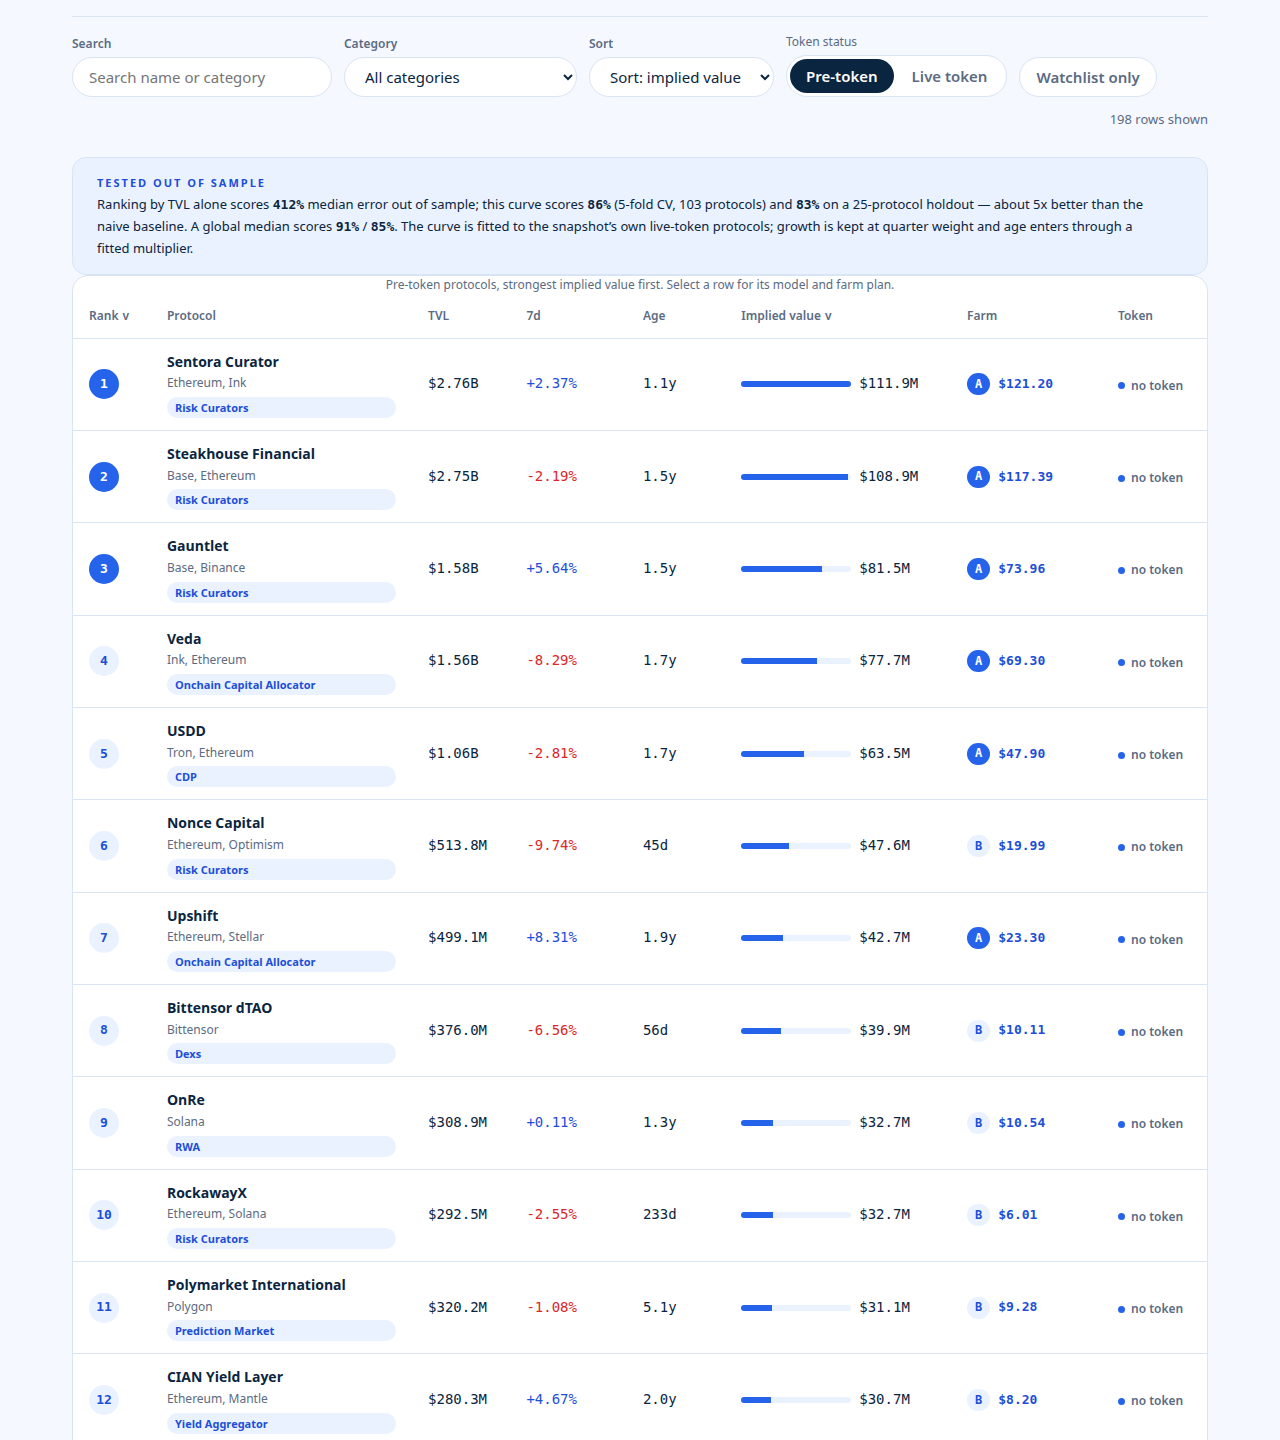 Search
Category
Sort
Token status
Search name or category
All categories
Sort: implied value
Pre-token
Live token
Watchlist only
198 rows shown
TESTED OUT OF SAMPLE
Ranking by TVL alone scores 412% median error out of sample; this curve scores 86% (5-fold CV, 103 protocols) and 83% on a 25-protocol holdout — about 5x better than the
naive baseline. A global median scores 91% / 85%. The curve is fitted to the snapshot’s own live-token protocols; growth is kept at quarter weight and age enters through a
fitted multiplier.
Pre-token protocols, strongest implied value first. Select a row for its model and farm plan.
Rank v Protocol TVL 7d Age Implied value v Farm Token
Sentora Curator
1 Ethereum, Ink $2.76B +2.37% 1.1y $111.9M A $121.20 no token
Risk Curators
Steakhouse Financial
2 Base, Ethereum $2.75B -2.19% 1.5y $108.9M A $117.39 no token
Risk Curators
Gauntlet
3 Base, Binance $1.58B +5.64% 1.5y $81.5M A $73.96 no token
Risk Curators
Veda
4 Ink, Ethereum $1.56B -8.29% 1.7y $77.7M A $69.30 no token
Onchain Capital Allocator
USDD
5 Tron, Ethereum $1.06B -2.81% 1.7y $63.5M A $47.90 no token
CDP
Nonce Capital
6 Ethereum, Optimism $513.8M -9.74% 45d $47.6M B $19.99 no token
Risk Curators
Upshift
7 Ethereum, Stellar $499.1M +8.31% 1.9y $42.7M A $23.30 no token
Onchain Capital Allocator
Bittensor dTAO
8 Bittensor $376.0M -6.56% 56d $39.9M B $10.11 no token
Dexs
OnRe
9 Solana $308.9M +0.11% 1.3y $32.7M B $10.54 no token
RWA
RockawayX
10 Ethereum, Solana $292.5M -2.55% 233d $32.7M B $6.01 no token
Risk Curators
Polymarket International
11 Polygon $320.2M -1.08% 5.1y $31.1M B $9.28 no token
Prediction Market
CIAN Yield Layer
12 Ethereum, Mantle $280.3M +4.67% 2.0y $30.7M B $8.20 no token
Yield Aggregator